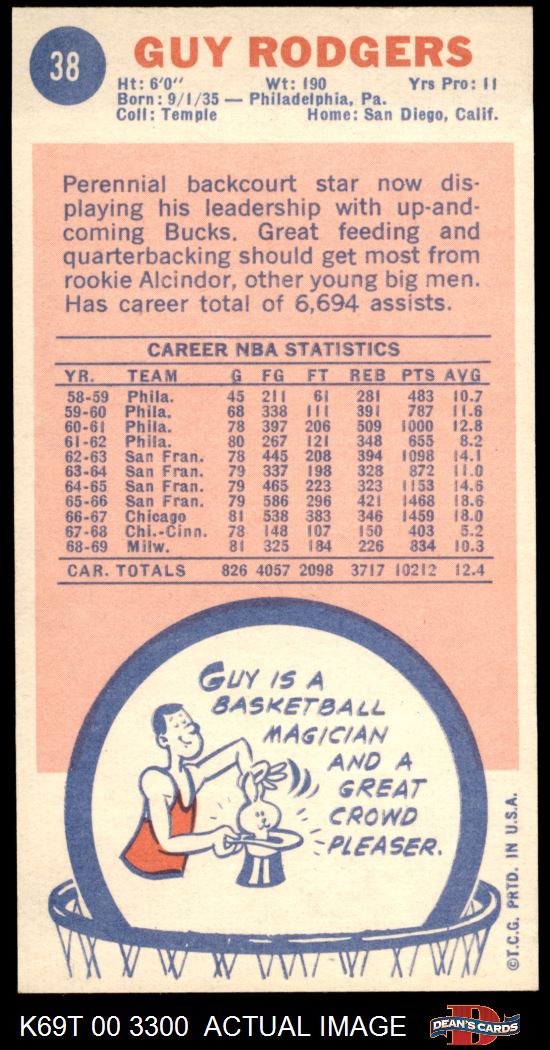 38
GUY RODGERS
Ht: 6'0" Wt: 190 Yrs Pro: 11
Born: 9/1/35 — Philadelphia, Pa.
Coll: Temple Home: San Diego, Calif.
Perennial backcourt star now dis-
playing his leadership with up-and-
coming Bucks. Great feeding and
quarterbacking should get most from
rookie Alcindor, other young big men.
Has career total of 6,694 assists.
CAREER NBA STATISTICS
YR. TEAM G FG FT REB PTS AVG
58-59 Phila. 45 211 61 281 483 10.7
59-60 Phila. 68 338 111 391 787 11.6
60-61 Phila. 78 397 206 509 1000 12.8
61-62 Phila. 80 267 121 348 655 8.2
62-63 San Fran. 78 445 208 394 1098 14.1
63-64 San Fran. 79 337 198 328 872 11.0
64-65 San Fran. 79 465 223 323 1153 14.6
65-66 San Fran. 79 586 296 421 1468 18.6
66-67 Chicago 81 538 383 346 1459 18.0
67-68 Chi.-Cinn. 78 148 107 150 403 5.2
68-69 Milw. 81 325 184 226 834 10.3
CAR. TOTALS 826 4057 2098 3717 10212 12.4
GUY IS A
BASKETBALL
MAGICIAN
AND A
GREAT
CROWD
PLEASER.
©T.C.G. PRTD. IN U.S.A.
K69T 00 3300 ACTUAL IMAGE
D
DEAN'S CARDS